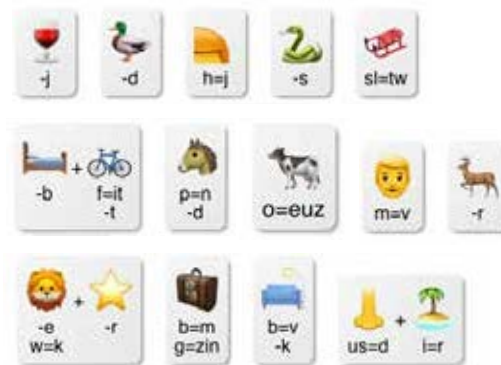 -j -d h=j -s sl=tw
-b + f=it
-t p=n
-d o=euz m=v -r
-e + -r
w=k b=m
g=zin b=v
-k us=d + i=r